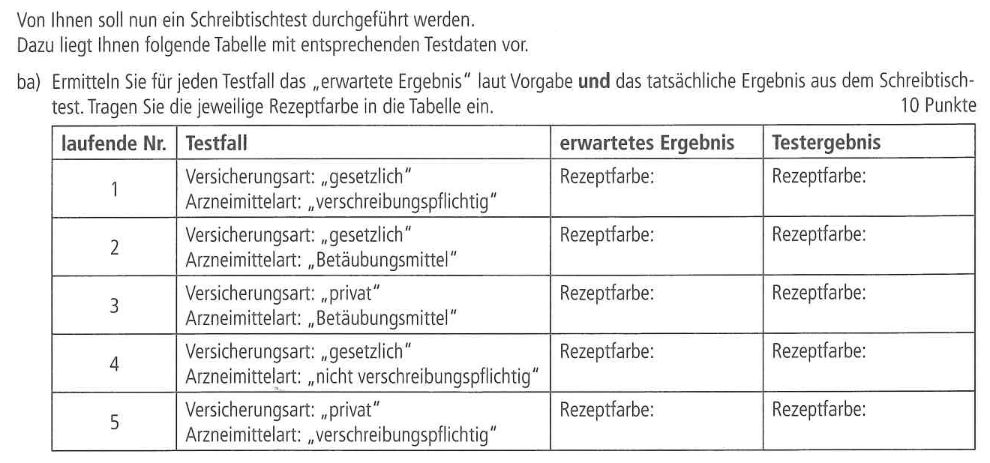 Von Ihnen soll nun ein Schreibtischtest durchgeführt werden.
Dazu liegt Ihnen folgende Tabelle mit entsprechenden Testdaten vor.
ba) Ermitteln Sie für jeden Testfall das „erwartete Ergebnis“ laut Vorgabe und das tatsächliche Ergebnis aus dem Schreibtisch-
test. Tragen Sie die jeweilige Rezeptfarbe in die Tabelle ein. 10 Punkte
laufende Nr. Testfall erwartetes Ergebnis Testergebnis
1 Versicherungsart: „gesetzlich“ Rezeptfarbe: Rezeptfarbe:
Arzneimittelart: „verschreibungspflichtig“
2 Versicherungsart: „gesetzlich“ Rezeptfarbe: Rezeptfarbe:
Arzneimittelart: „Betäubungsmittel“
3 Versicherungsart: „privat“ Rezeptfarbe: Rezeptfarbe:
Arzneimittelart: „Betäubungsmittel“
4 Versicherungsart: „gesetzlich“ Rezeptfarbe: Rezeptfarbe:
Arzneimittelart: „nicht verschreibungspflichtig“
5 Versicherungsart: „privat“ Rezeptfarbe: Rezeptfarbe:
Arzneimittelart: „verschreibungspflichtig“